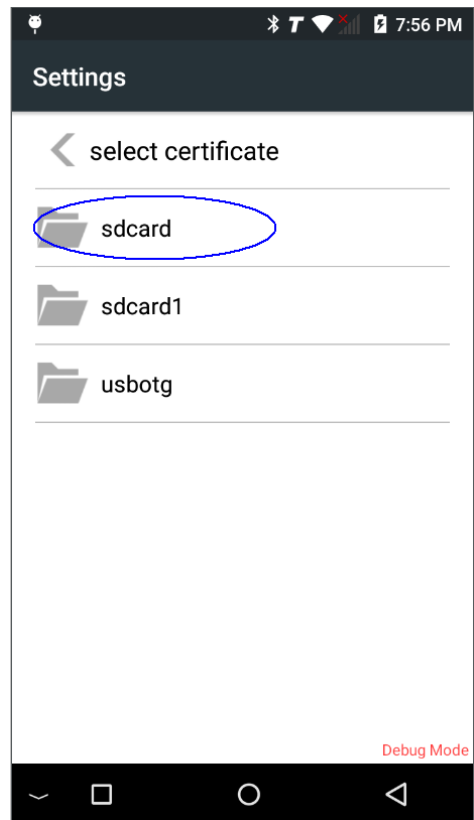 T 7:56 PM
Settings
select certificate
sdcard
sdcard1
usbotg
Debug Mode